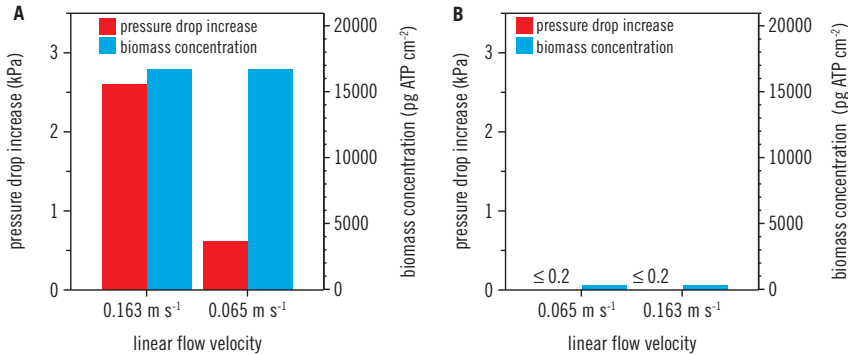 A
pressure drop increase
biomass concentration
pressure drop increase (kPa)
3
2
1
0
20000
15000
10000
5000
0
biomass concentration (pg ATP cm⁻²)
0.163 m s⁻¹
0.065 m s⁻¹
linear flow velocity
B
pressure drop increase
biomass concentration
pressure drop increase (kPa)
3
2
1
0
≤ 0.2
≤ 0.2
20000
15000
10000
5000
0
biomass concentration (pg ATP cm⁻²)
0.065 m s⁻¹
0.163 m s⁻¹
linear flow velocity